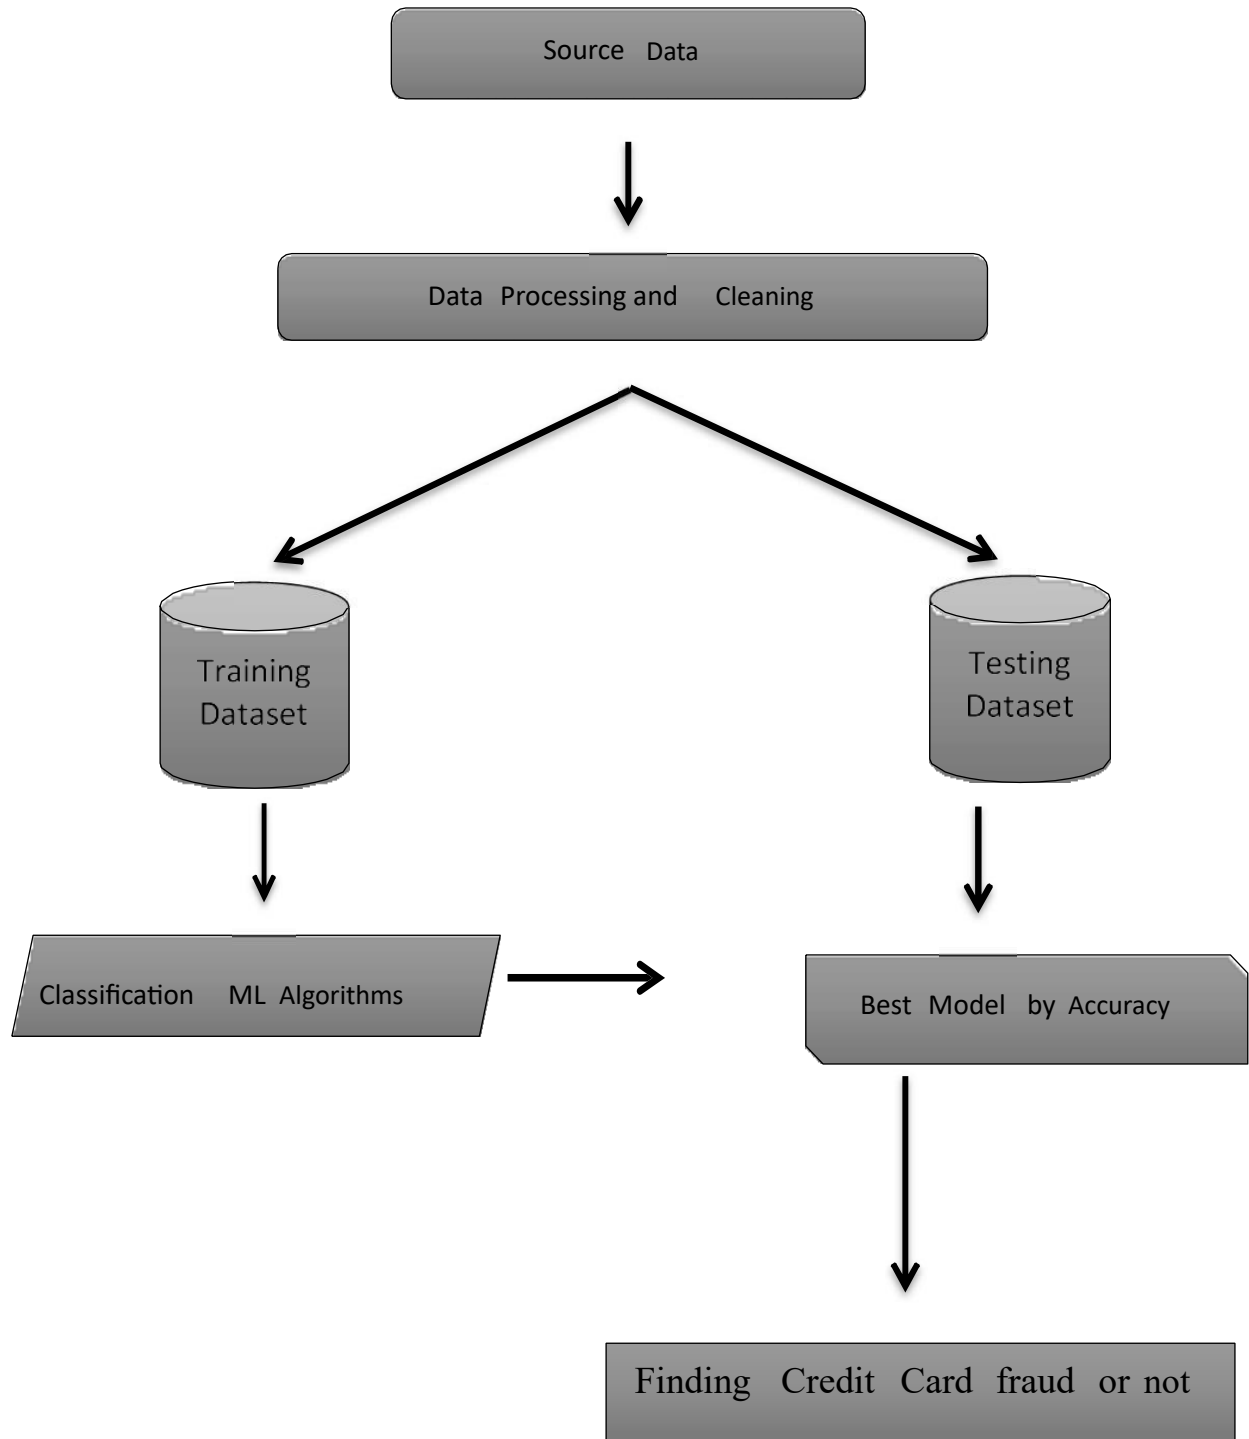 Source Data
Data Processing and Cleaning
Training
Dataset
Testing
Dataset
Classification ML Algorithms
Best Model by Accuracy
Finding Credit Card fraud or not